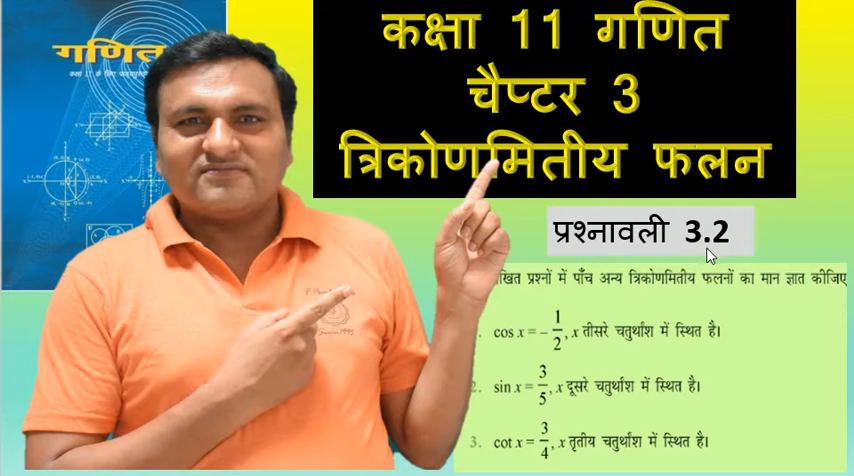 गणित
कक्षा 11 गणित
चैप्टर 3
त्रिकोणमितीय फलन
प्रश्नावली 3.2
खित प्रश्नों में पाँच अन्य त्रिकोणमितीय फलनों का मान ज्ञात कीजिए
. cos x = – 1/2, x तीसरे चतुर्थांश में स्थित है।
2. sin x = 3/5, x दूसरे चतुर्थांश में स्थित है।
3. cot x = 3/4, x तृतीय चतुर्थांश में स्थित है।